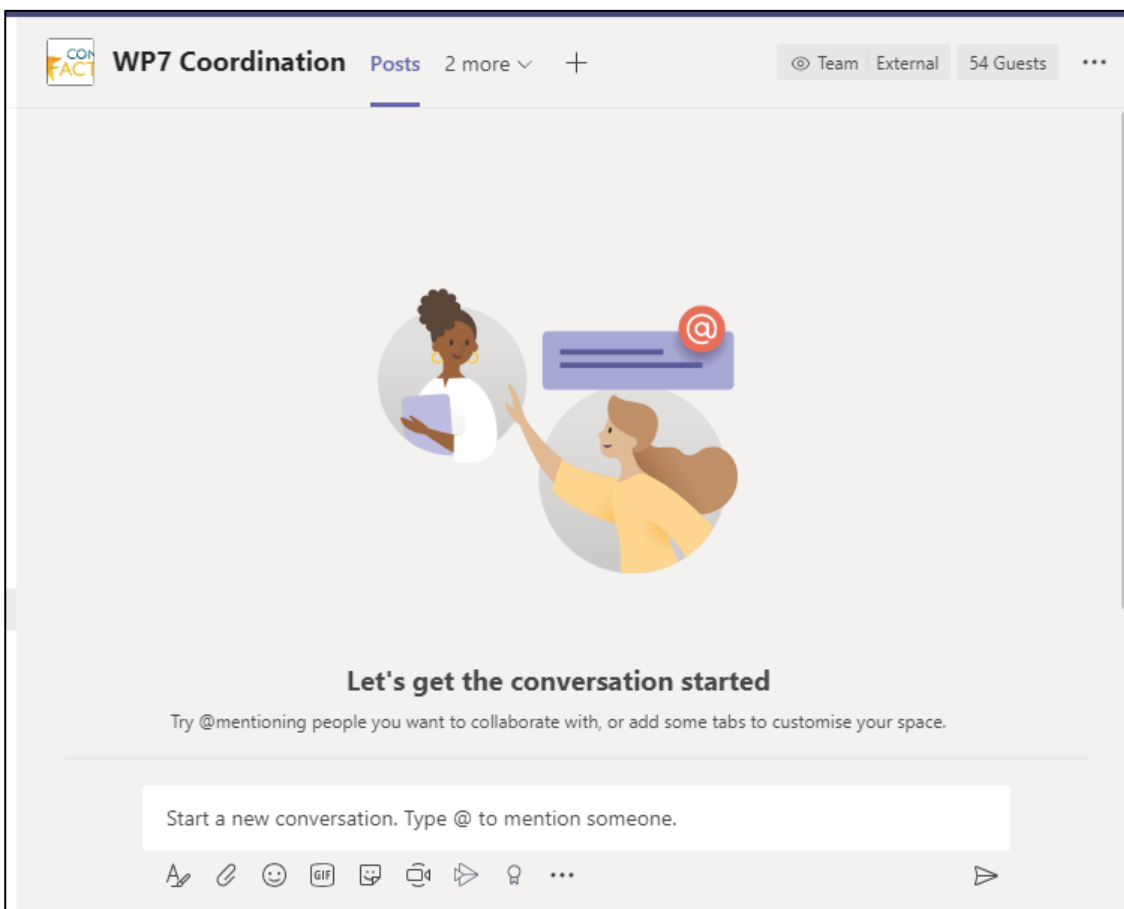 CON
FACT
WP7 Coordination Posts 2 more
Team External 54 Guests
@
Let's get the conversation started
Try @mentioning people you want to collaborate with, or add some tabs to customise your space.
Start a new conversation. Type @ to mention someone.
GIF